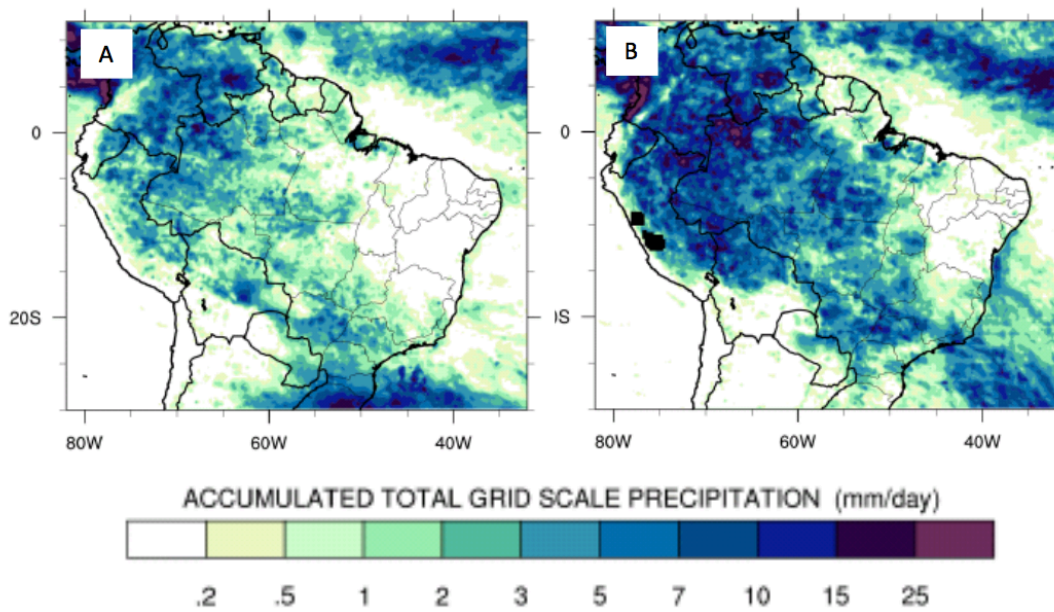 A
B
0
0
20S
IS
80W
60W
40W
80W
60W
40W
ACCUMULATED TOTAL GRID SCALE PRECIPITATION (mm/day)
.2 .5 1 2 3 5 7 10 15 25